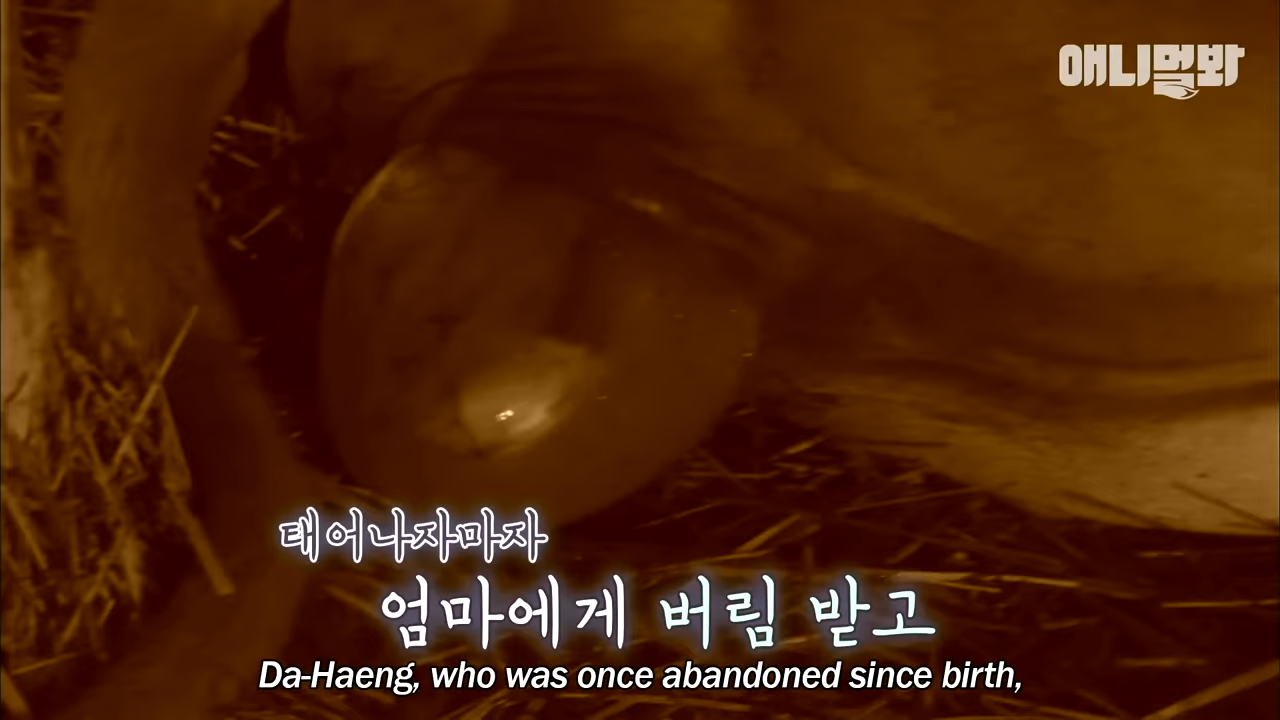 애니멀봐
태어나자마자
엄마에게 버림 받고
Da-Haeng, who was once abandoned since birth,